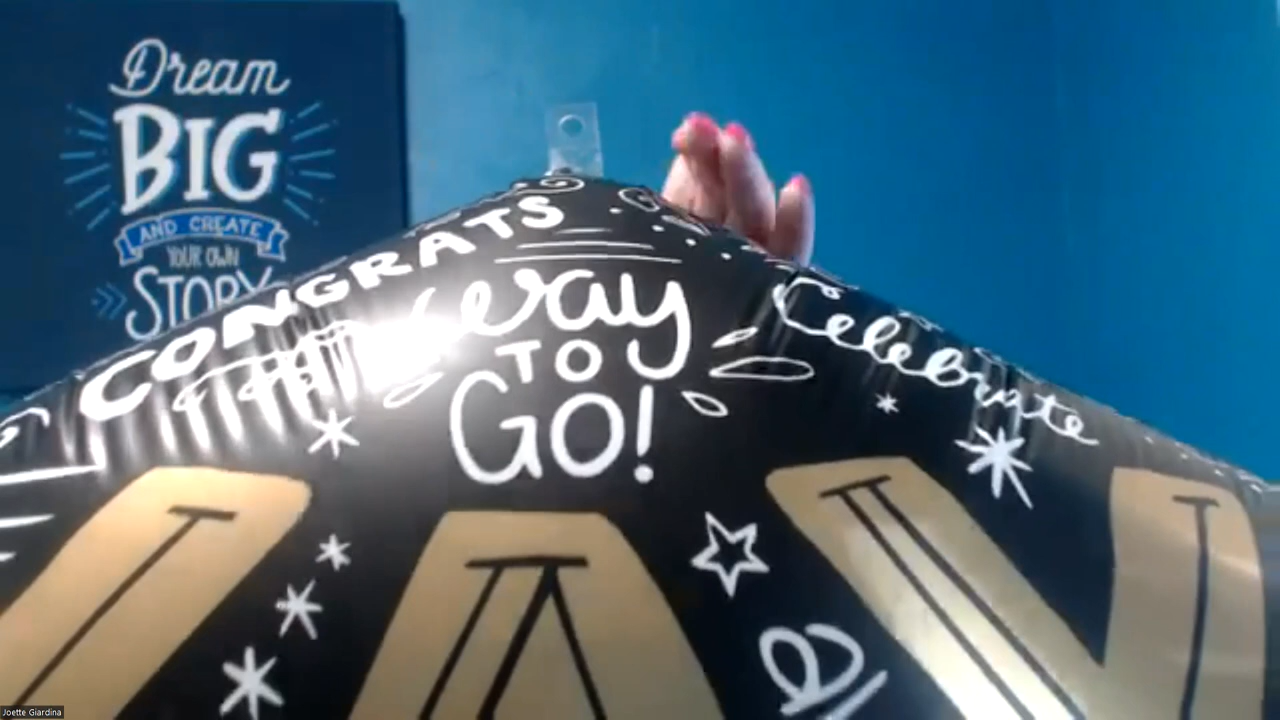 Dream
BIG
AND CREATE
YOUR OWN
STORY
CONGRATS
Way
TO
GO!
Celebrate
Joette Giardina